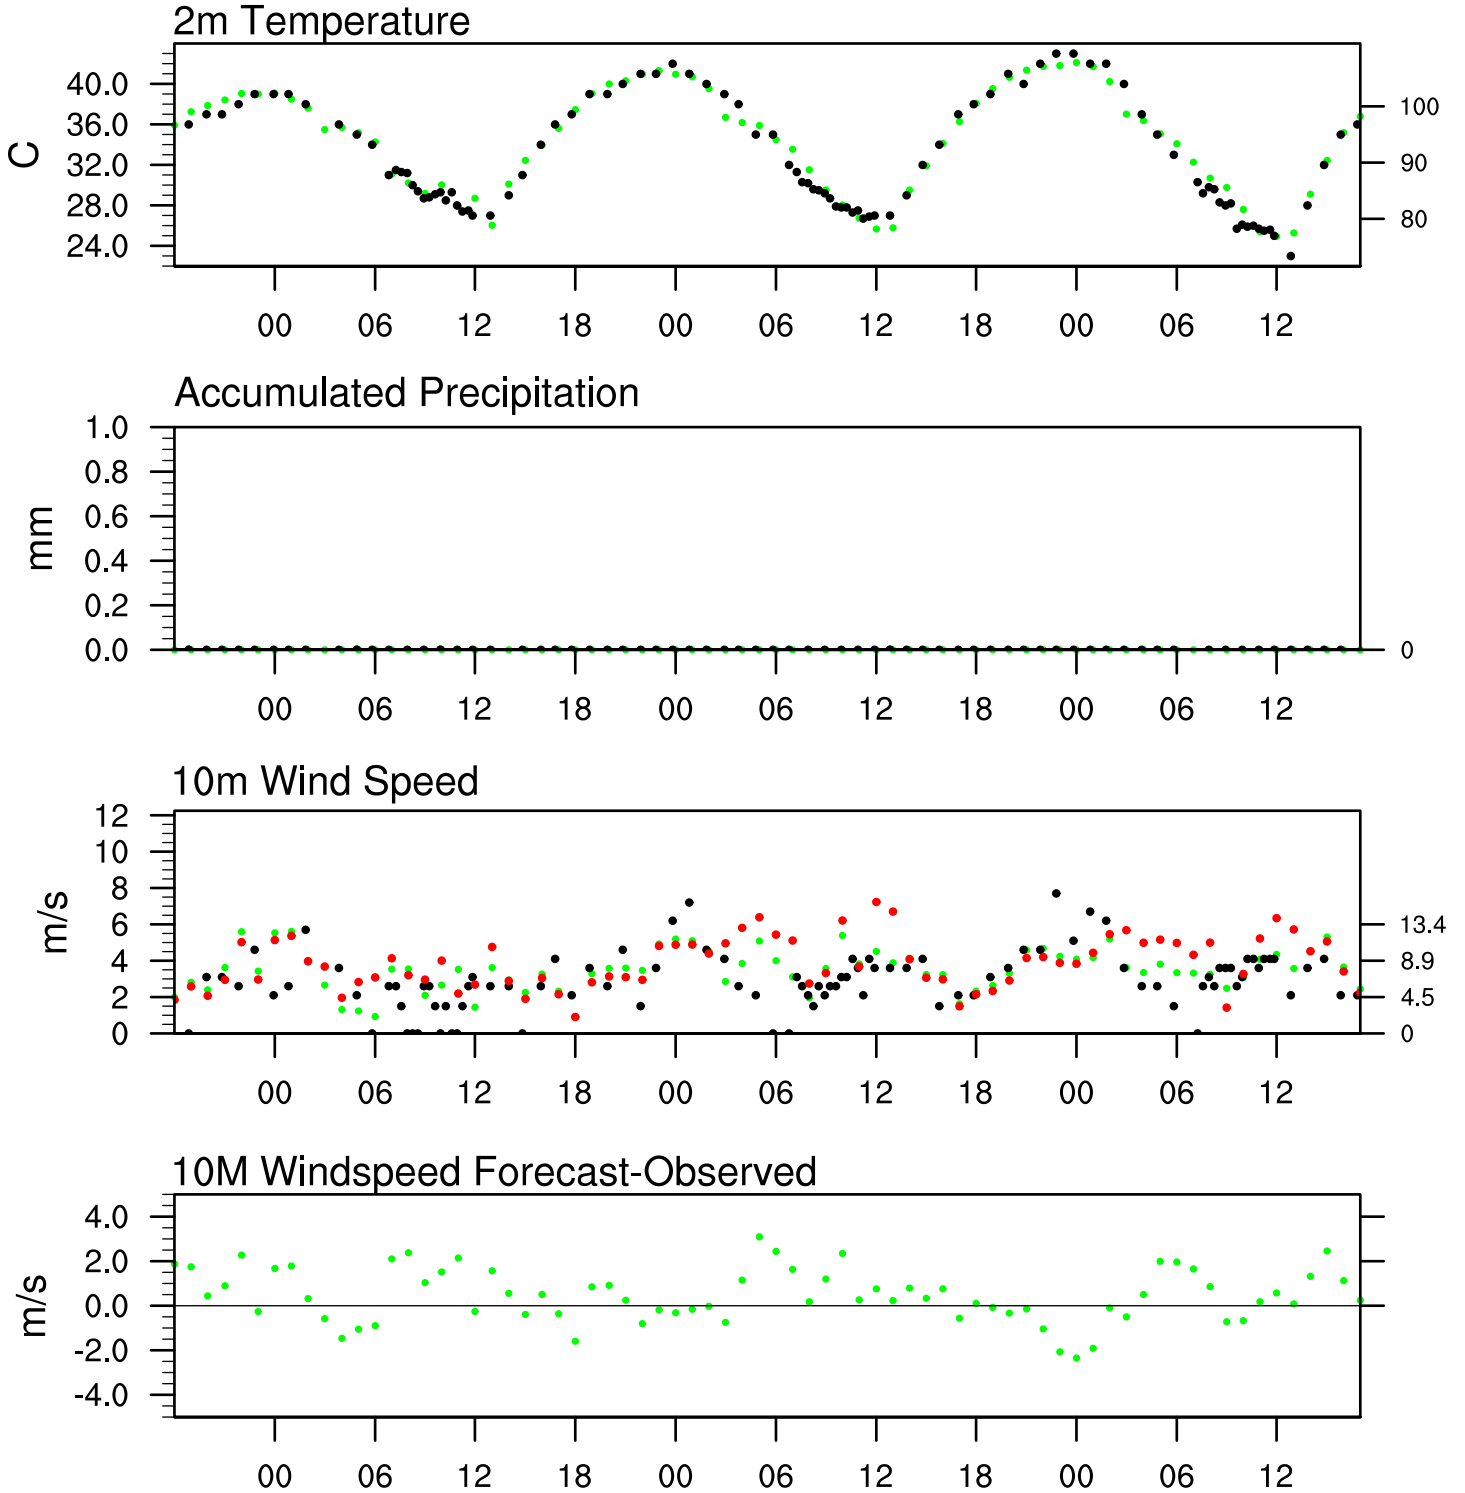 2m Temperature
40.0
36.0
32.0
28.0
24.0
C
100
90
80
00 06 12 18 00 06 12 18 00 06 12
Accumulated Precipitation
1.0
0.8
0.6
0.4
0.2
0.0
mm
0
00 06 12 18 00 06 12 18 00 06 12
10m Wind Speed
12
10
8
6
4
2
0
m/s
13.4
8.9
4.5
0
00 06 12 18 00 06 12 18 00 06 12
10M Windspeed Forecast-Observed
4.0
2.0
0.0
-2.0
-4.0
m/s
00 06 12 18 00 06 12 18 00 06 12